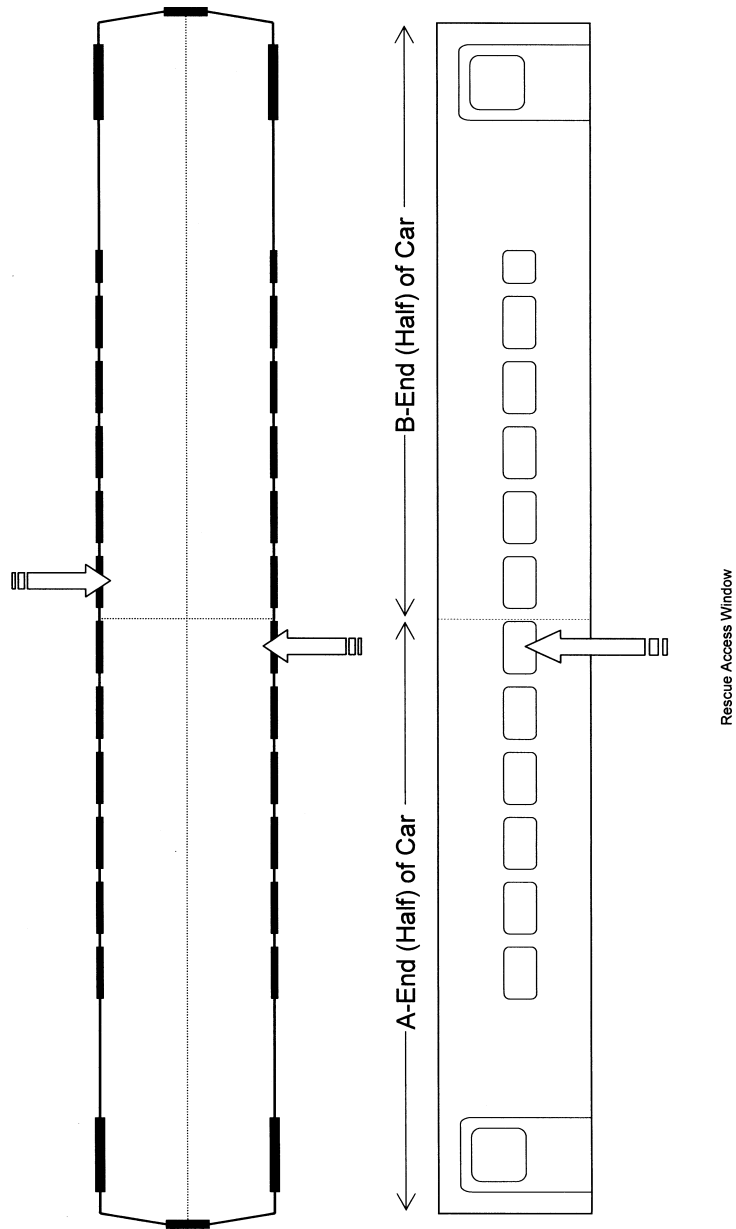 B-End (Half) of Car
A-End (Half) of Car
Rescue Access Window